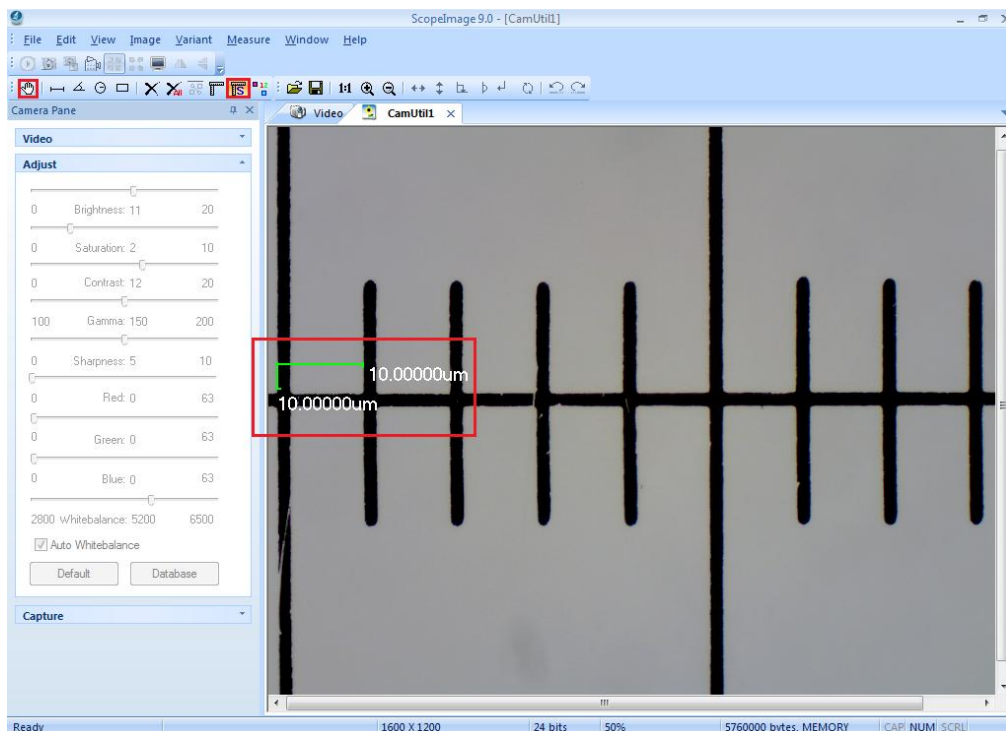 ScopeImage 9.0 - [CamUtil1]
File Edit View Image Variant Measure Window Help
1:1
Camera Pane
Video CamUtil1
Video
Adjust
0 Brightness: 11 20
0 Saturation: 2 10
0 Contrast: 12 20
100 Gamma: 150 200
0 Sharpness: 5 10
0 Red: 0 63
0 Green: 0 63
0 Blue: 0 63
2800 Whitebalance: 5200 6500
Auto Whitebalance
Default Database
Capture
10.00000um
10.00000um
Ready 1600 X 1200 24 bits 50% 5760000 bytes, MEMORY CAP NUM SCRL